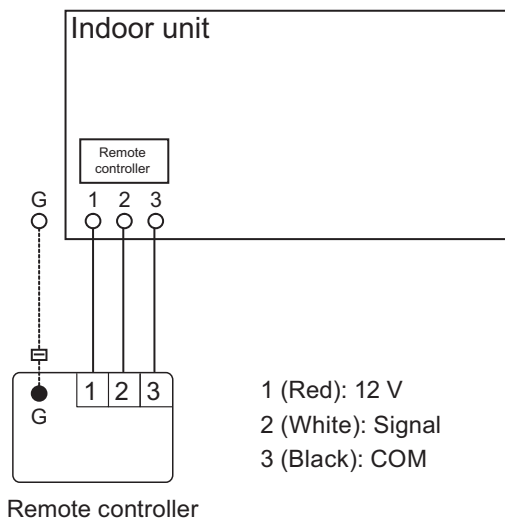 Indoor unit
Remote
controller
G 1 2 3
1 2 3
G
1 (Red): 12 V
2 (White): Signal
3 (Black): COM
Remote controller